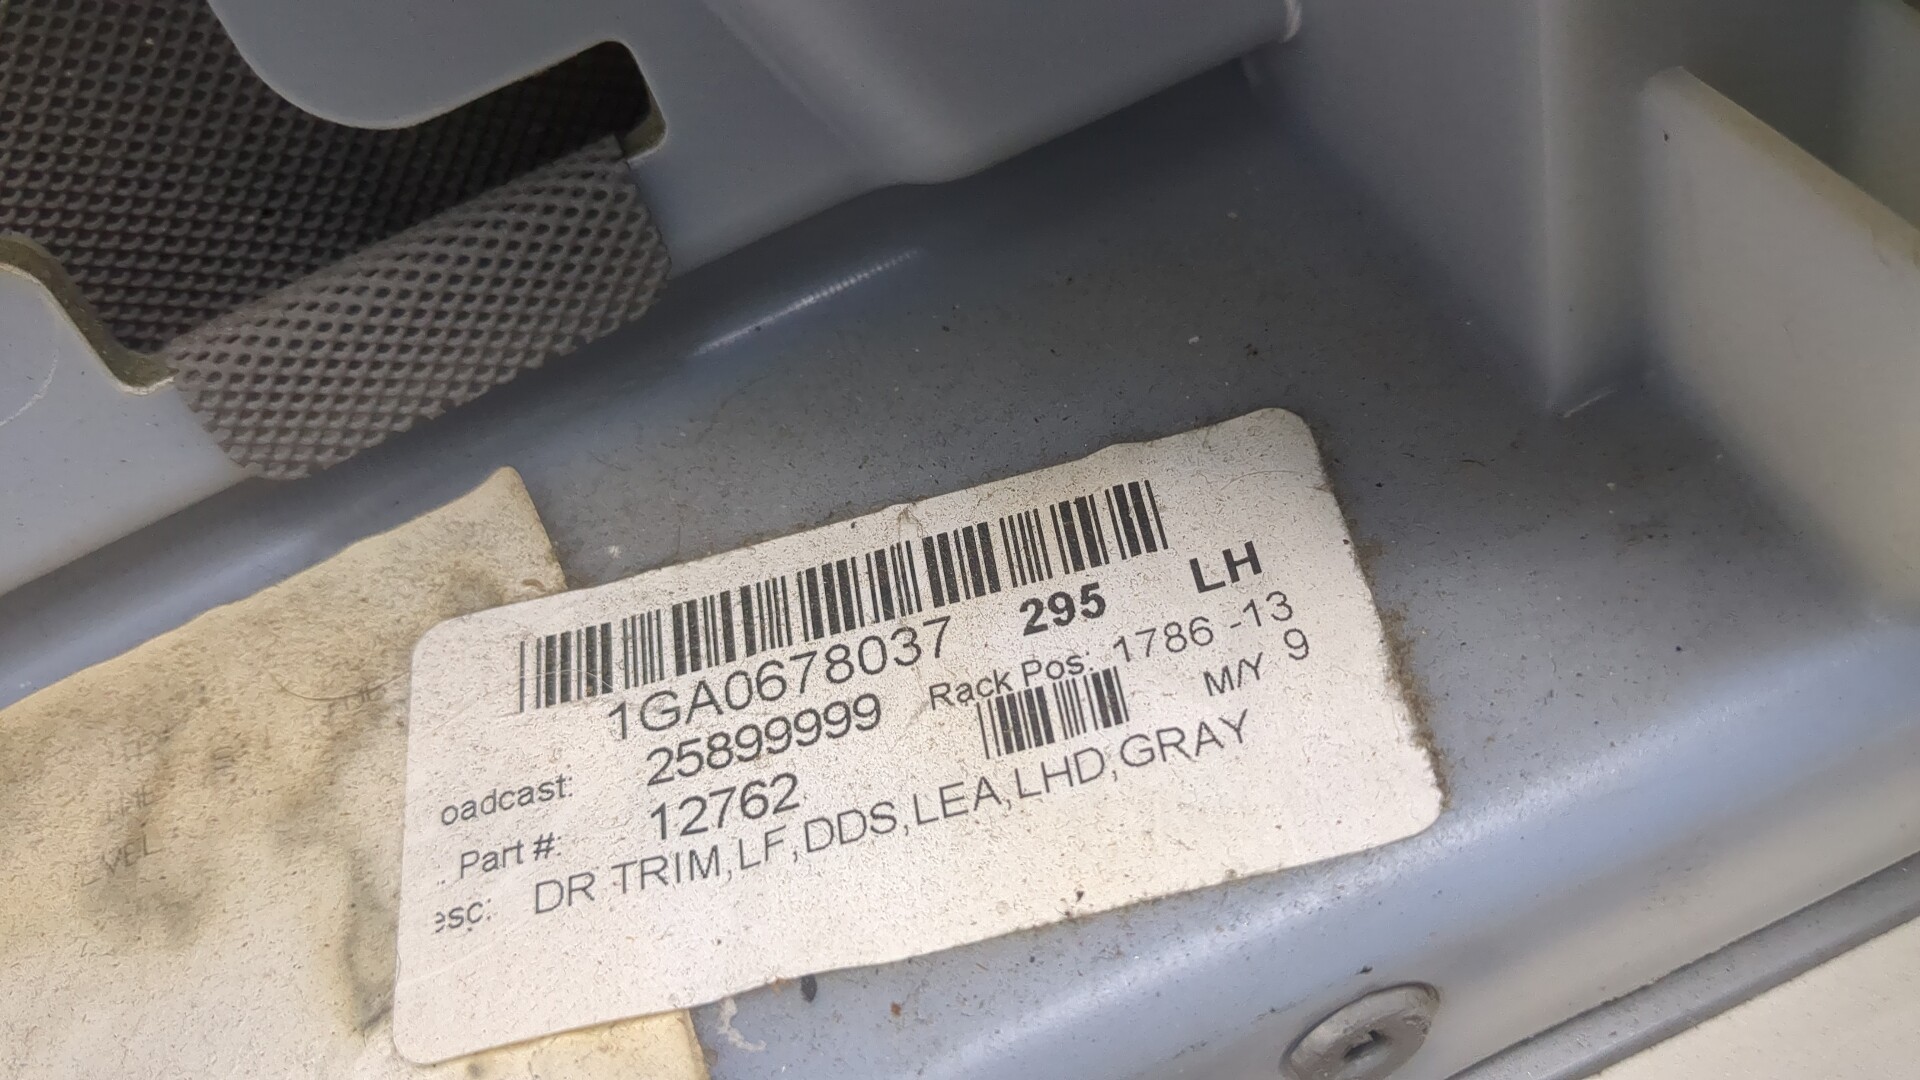 1GA0678037 295 LH
oadcast: 25899999 Rack Pos: 1786 -13
Part #: 12762 M/Y 9
esc: DR TRIM,LF,DDS,LEA,LHD,GRAY